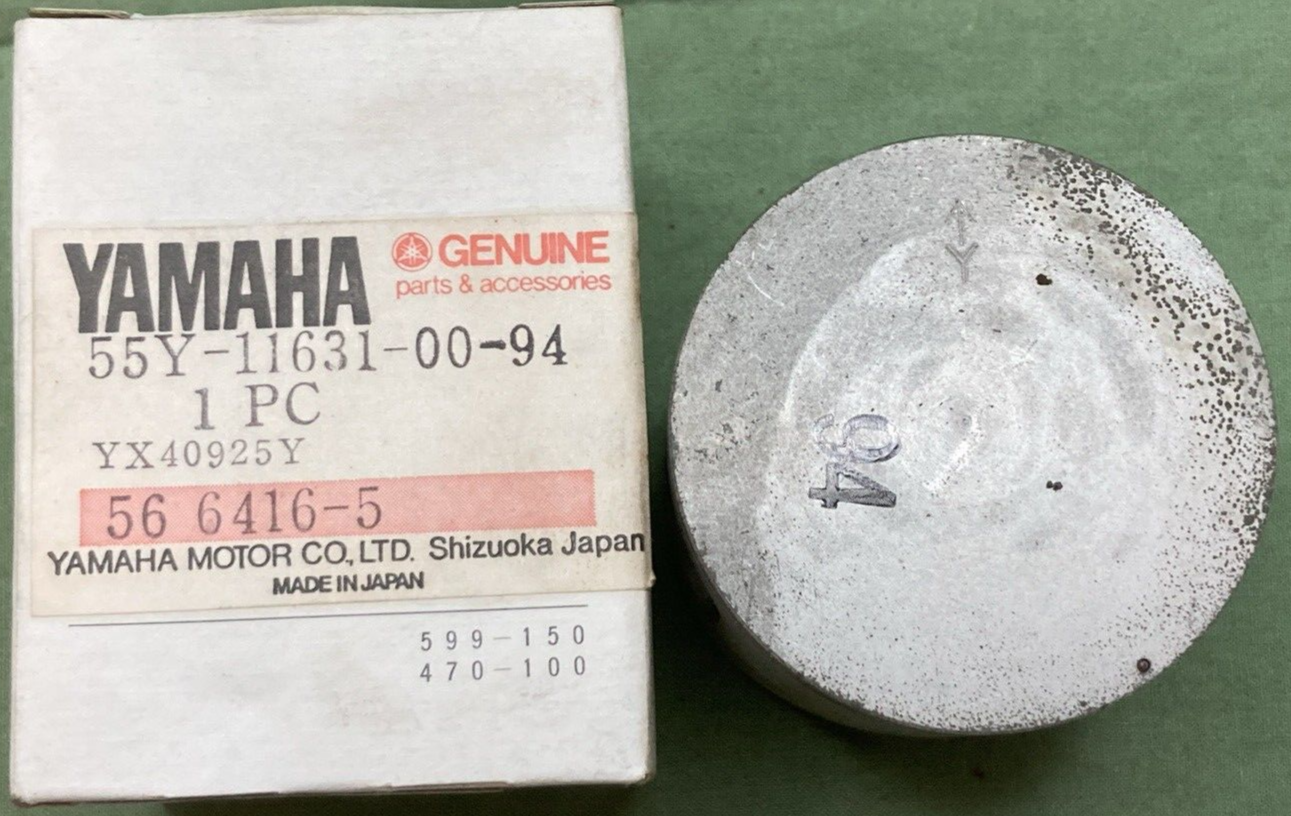 YAMAHA GENUINE
parts & accessories
55Y-11631-00-94
1 PC
YX40925Y
56 6416-5
YAMAHA MOTOR CO., LTD. Shizuoka Japan
MADE IN JAPAN
599-150
470-100
Y
94